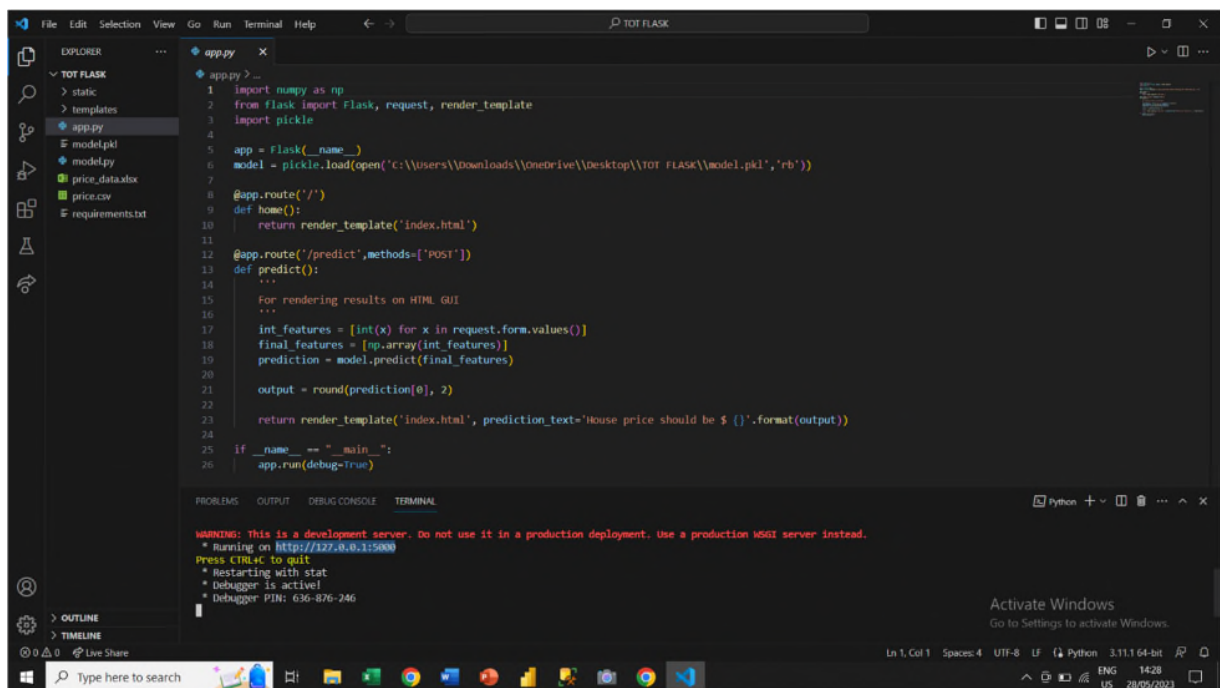 File Edit Selection View Go Run Terminal Help
TOT FLASK
EXPLORER
TOT FLASK
static
templates
app.py
model.pkl
model.py
price_data.xlsx
price.csv
requirements.txt
OUTLINE
TIMELINE
app.py
app.py > ...
1 import numpy as np
2 from flask import Flask, request, render_template
3 import pickle
4
5 app = Flask(__name__)
6 model = pickle.load(open('C:\\Users\\Downloads\\OneDrive\\Desktop\\TOT FLASK\\model.pkl','rb'))
7
8 @app.route('/')
9 def home():
10     return render_template('index.html')
11
12 @app.route('/predict',methods=['POST'])
13 def predict():
14     '''
15     For rendering results on HTML GUI
16     '''
17     int_features = [int(x) for x in request.form.values()]
18     final_features = [np.array(int_features)]
19     prediction = model.predict(final_features)
20
21     output = round(prediction[0], 2)
22
23     return render_template('index.html', prediction_text='House price should be $ {}'.format(output))
24
25 if __name__ == "__main__":
26     app.run(debug=True)
PROBLEMS OUTPUT DEBUG CONSOLE TERMINAL
Python
WARNING: This is a development server. Do not use it in a production deployment. Use a production WSGI server instead.
* Running on http://127.0.0.1:5000
Press CTRL+C to quit
* Restarting with stat
* Debugger is active!
* Debugger PIN: 636-876-246
Activate Windows
Go to Settings to activate Windows.
0 0 Live Share
Ln 1, Col 1 Spaces: 4 UTF-8 LF Python 3.11.1 64-bit
Type here to search
ENG
US
14:28
28/05/2023